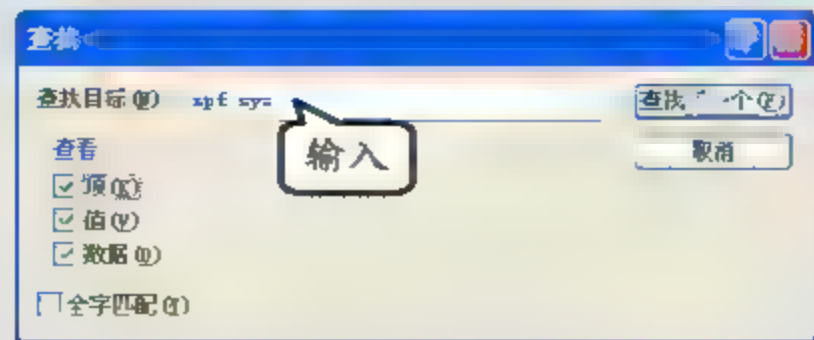 查找
查找目标(N) xpf sys 查找下一个(F)
输入
查看 取消
项(K)
值(V)
数据(D)
全字匹配(T)